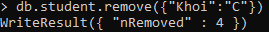 > db.student.remove({"Khoi":"C"})
WriteResult({ "nRemoved" : 4 })